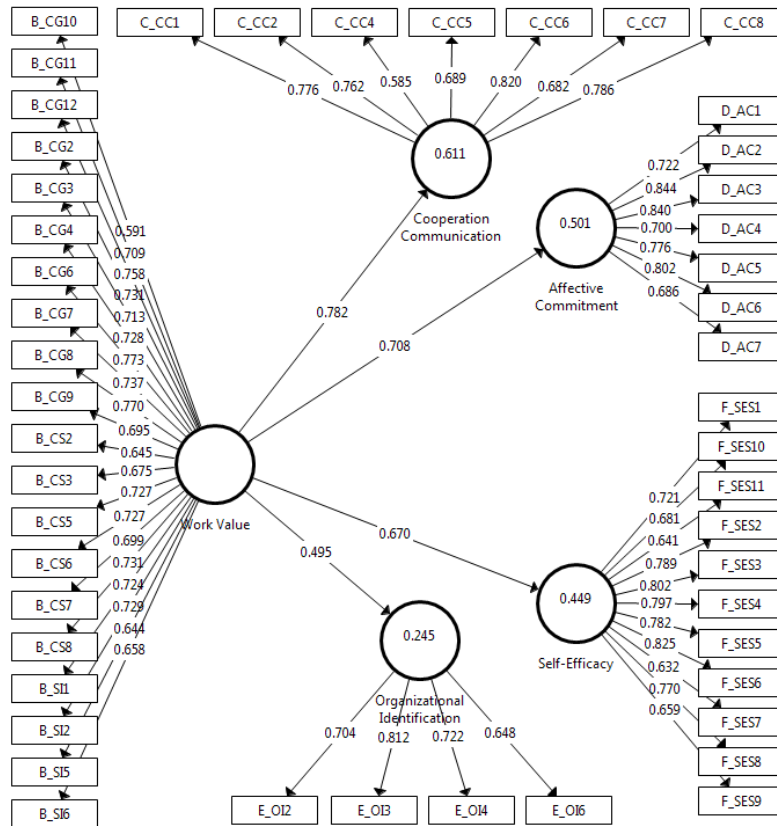 B_CG10
C_CC1
C_CC2
C_CC4
C_CC5
C_CC6
C_CC7
C_CC8
B_CG11
B_CG12
B_CG2
B_CG3
B_CG4
B_CG6
B_CG7
B_CG8
B_CG9
B_CS2
B_CS3
B_CS5
B_CS6
B_CS7
B_CS8
B_SI1
B_SI2
B_SI5
B_SI6
0.776
0.762
0.585
0.689
0.820
0.682
0.786
0.611
Cooperation
Communication
D_AC1
D_AC2
D_AC3
D_AC4
D_AC5
D_AC6
D_AC7
0.722
0.844
0.840
0.700
0.776
0.802
0.686
0.501
Affective
Commitment
0.591
0.709
0.758
0.731
0.713
0.728
0.773
0.737
0.770
0.695
0.645
0.675
0.727
0.727
0.699
0.731
0.724
0.729
0.644
0.658
Work Value
0.782
0.708
0.670
0.495
F_SES1
F_SES10
F_SES11
F_SES2
F_SES3
F_SES4
F_SES5
F_SES6
F_SES7
F_SES8
F_SES9
0.721
0.681
0.641
0.789
0.802
0.797
0.782
0.825
0.632
0.770
0.659
0.449
Self-Efficacy
0.245
Organizational
Identification
0.704
0.812
0.722
0.648
E_OI2
E_OI3
E_OI4
E_OI6